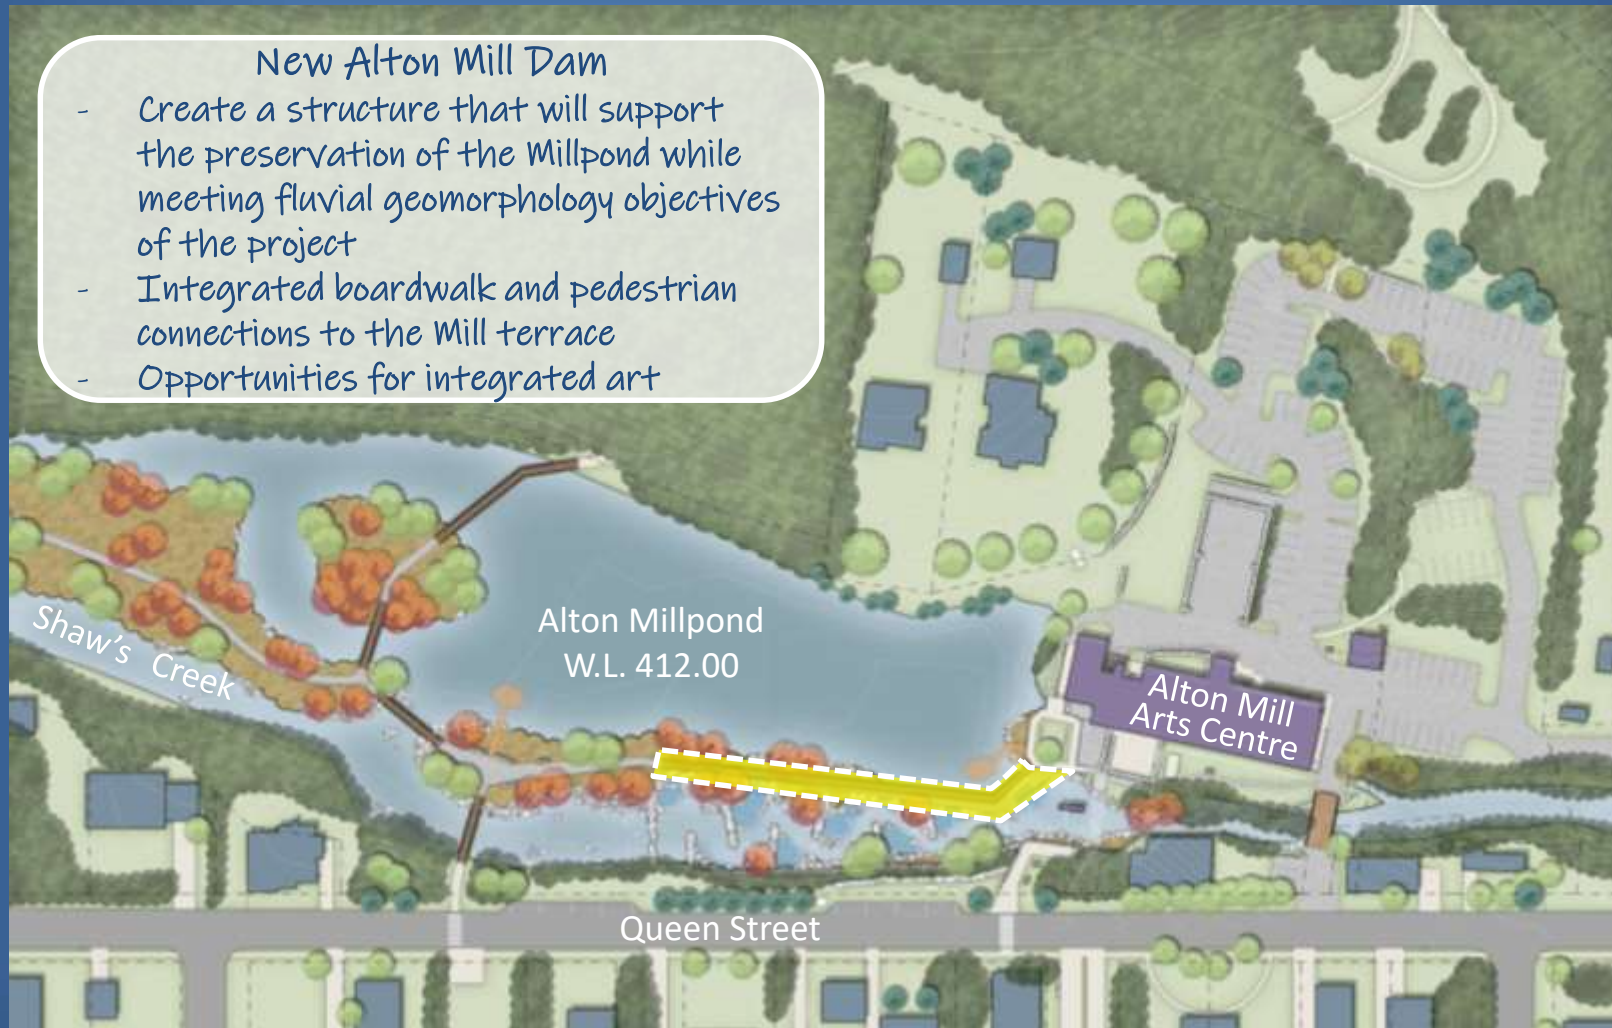 New Alton Mill Dam
- Create a structure that will support
the preservation of the Millpond while
meeting fluvial geomorphology objectives
of the project
- Integrated boardwalk and pedestrian
connections to the Mill terrace
- Opportunities for integrated art
Alton Millpond
W.L. 412.00
Shaw's Creek
Alton Mill
Arts Centre
Queen Street